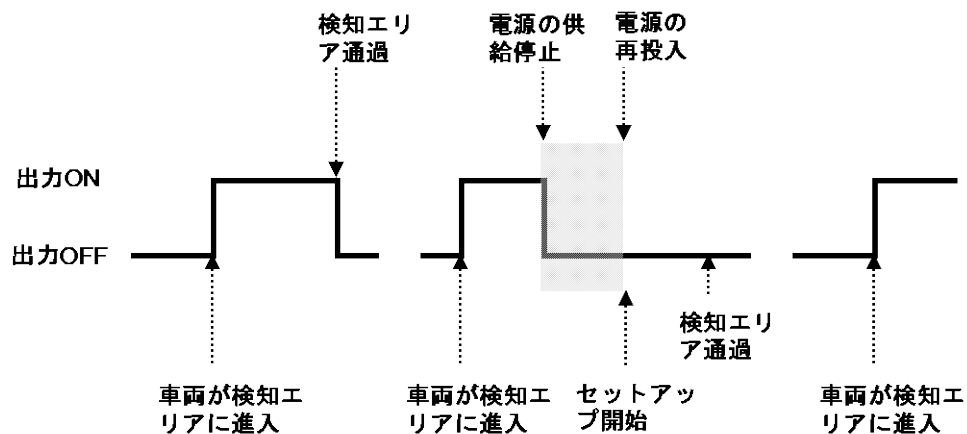 検知エリ
ア通過
電源の供
給停止
電源の
再投入
出力ON
出力OFF
検知エリ
ア通過
車両が検知エ
リアに進入
車両が検知エ
リアに進入
セットアッ
プ開始
車両が検知エ
リアに進入